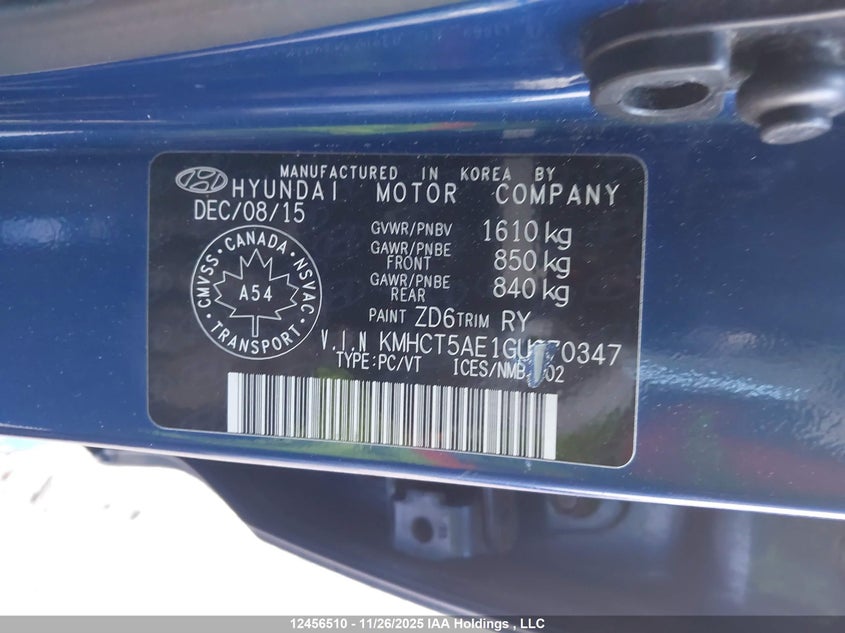 MANUFACTURED IN KOREA BY
HYUNDAI MOTOR COMPANY
DEC/08/15
GVWR/PNBV 1610 kg
GAWR/PNBE FRONT 850 kg
GAWR/PNBE REAR 840 kg
CMVSS • CANADA • NSVAC • TRANSPORT •
A54
PAINT ZD6 TRIM RY
V.I.N
TYPE:PC/VT
12456510 - 11/26/2025 IAA Holdings , LLC